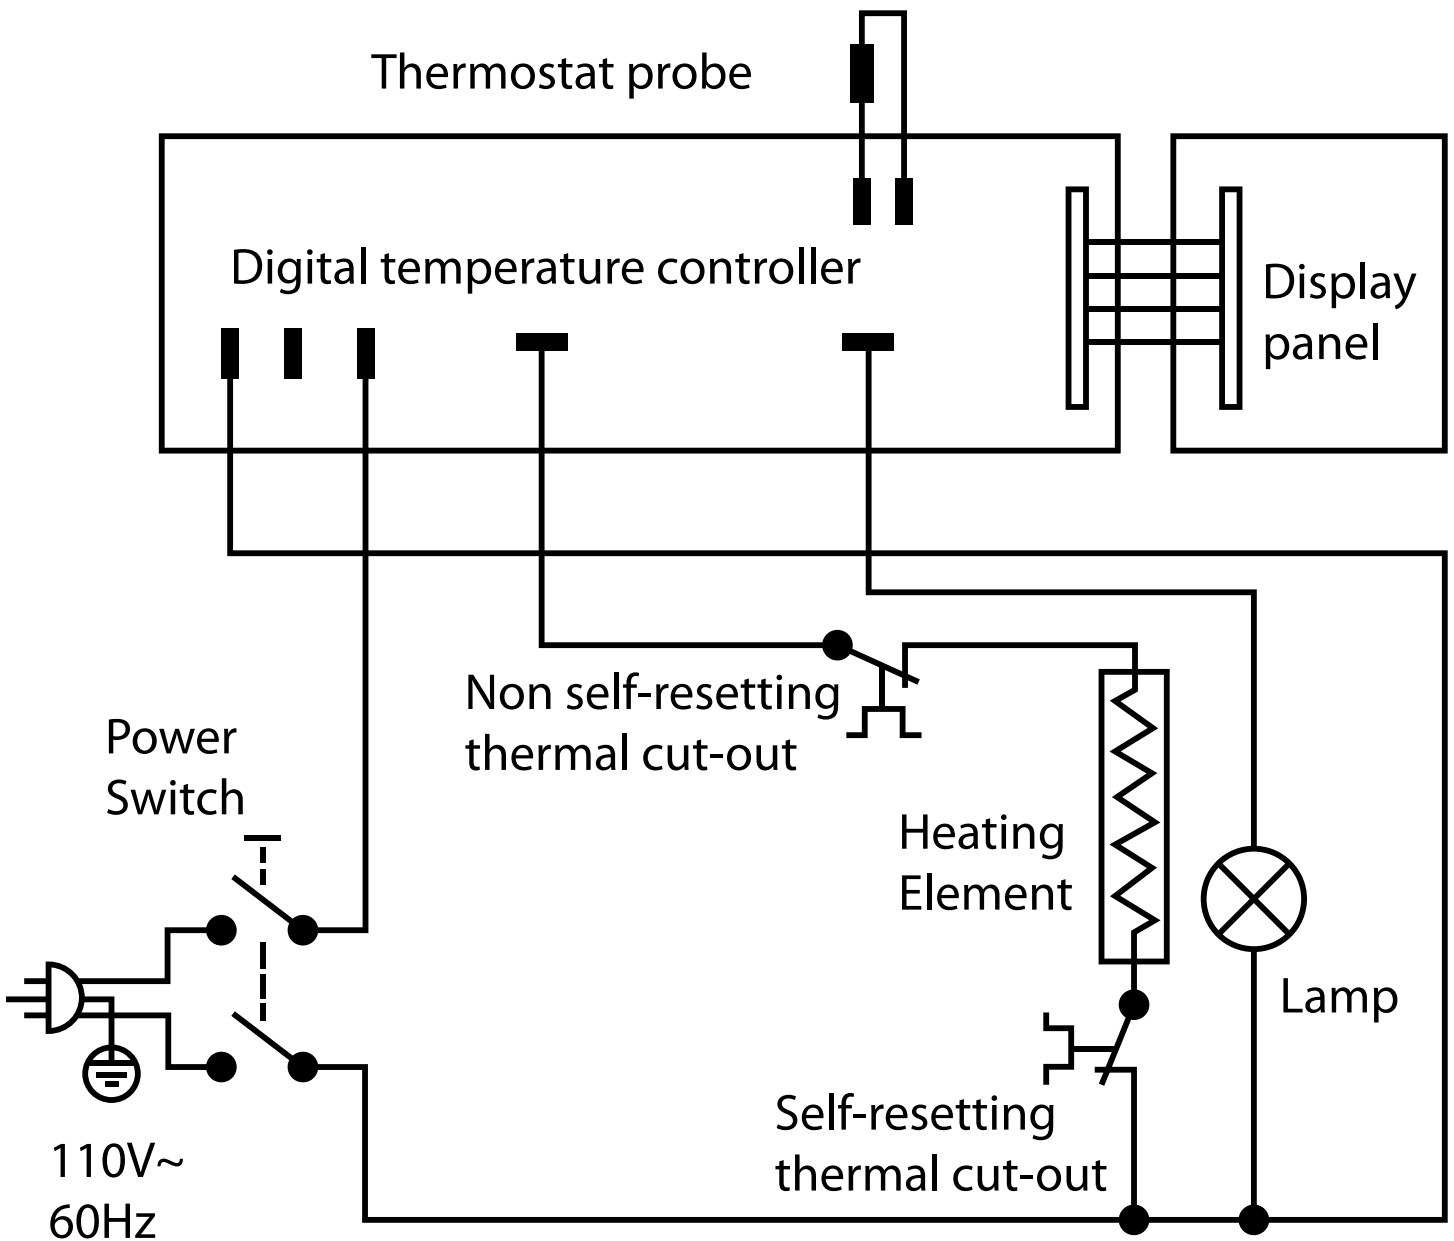 Thermostat probe
Digital temperature controller
Display
panel
Non self-resetting
thermal cut-out
Power
Switch
Heating
Element
Lamp
Self-resetting
thermal cut-out
110V~
60Hz